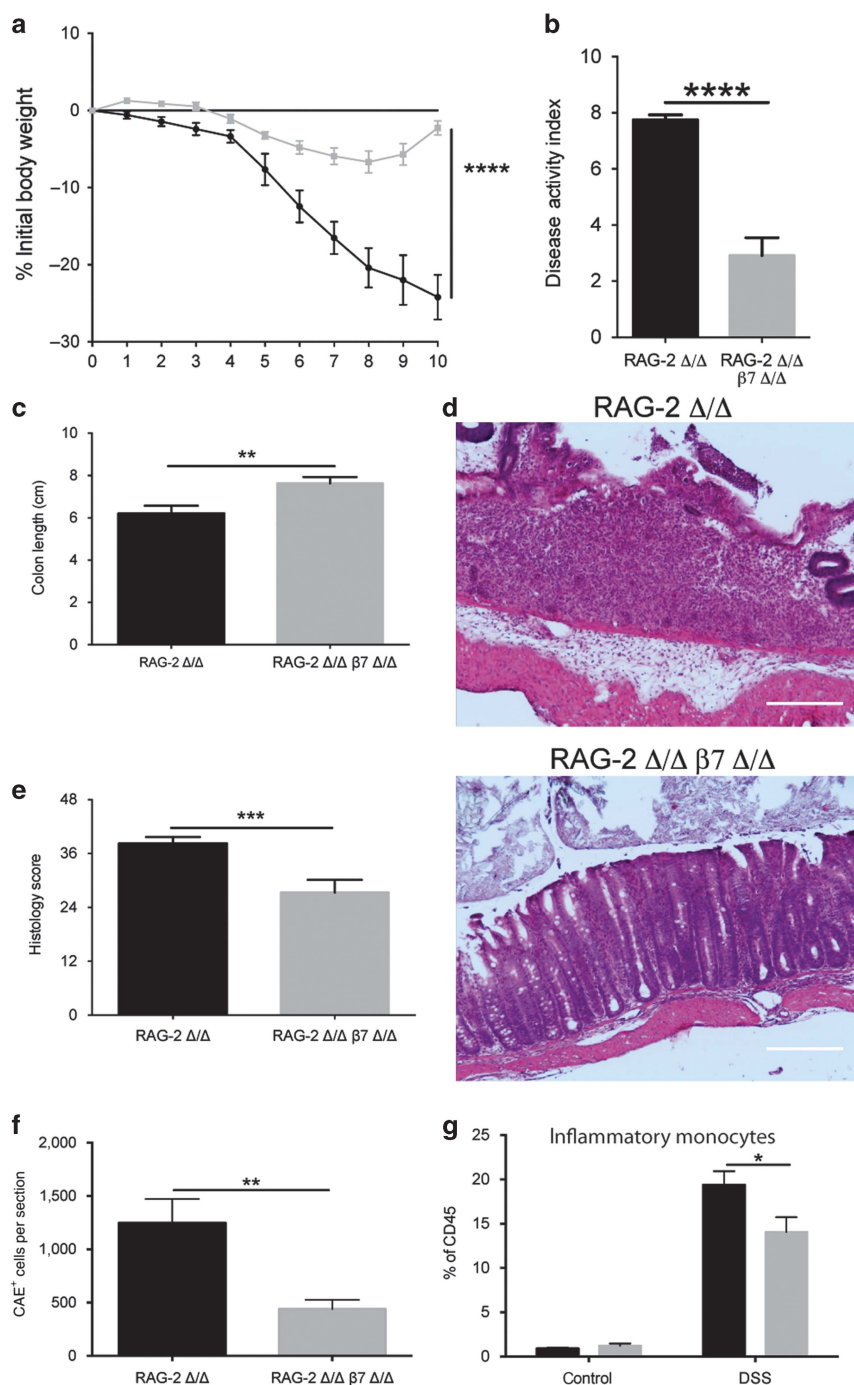 a
% Initial body weight
10
0
–10
–20
–30
0 1 2 3 4 5 6 7 8 9 10
****
b
Disease activity index
10
8
6
4
2
0
****
RAG-2 Δ/Δ
RAG-2 Δ/Δ
β7 Δ/Δ
c
Colon length (cm)
10
8
6
4
2
0
**
RAG-2 Δ/Δ
RAG-2 Δ/Δ β7 Δ/Δ
d
RAG-2 Δ/Δ
RAG-2 Δ/Δ β7 Δ/Δ
e
Histology score
48
36
24
12
0
***
RAG-2 Δ/Δ
RAG-2 Δ/Δ β7 Δ/Δ
f
CAE+ cells per section
2,000
1,500
1,000
500
0
**
RAG-2 Δ/Δ
RAG-2 Δ/Δ β7 Δ/Δ
g
Inflammatory monocytes
% of CD45
25
20
15
10
5
0
*
Control
DSS